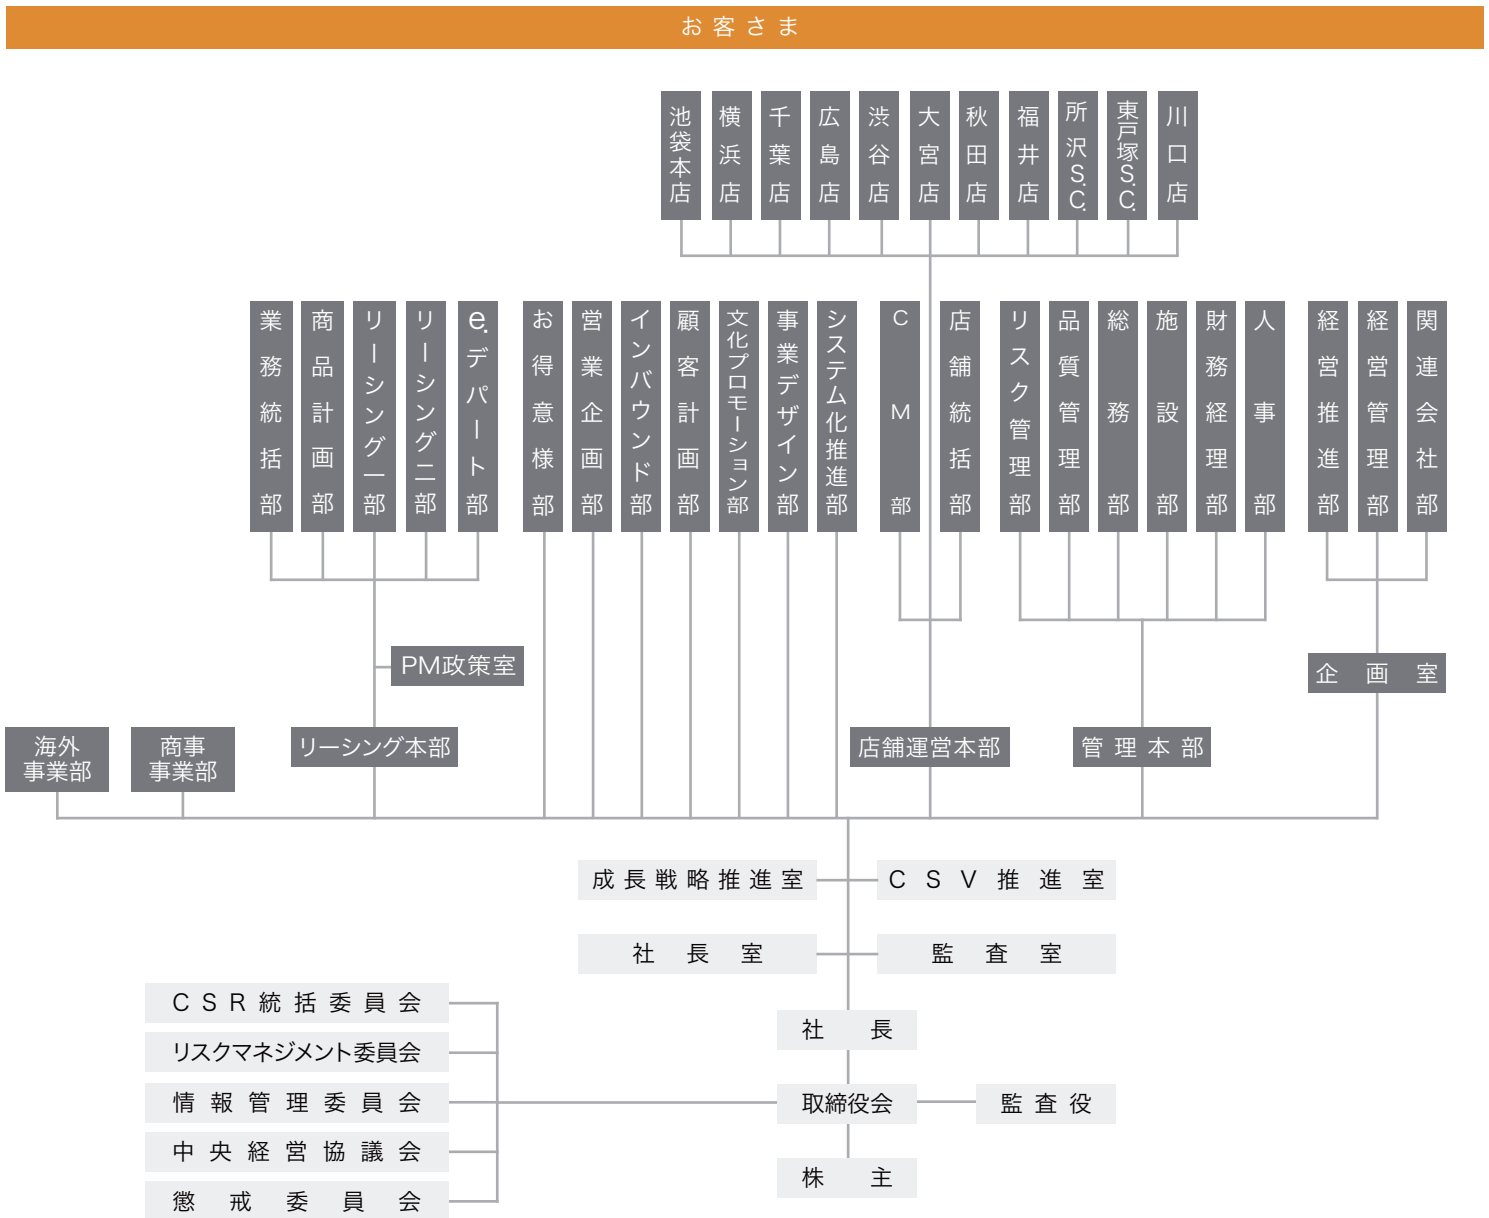 お客さま
池袋本店
横浜店
千葉店
広島店
渋谷店
大宮店
秋田店
福井店
所沢S.C.
東戸塚S.C.
川口店
業務統括部
商品計画部
リーシング一部
リーシング二部
e.デパート部
お得意様部
営業企画部
インバウンド部
顧客計画部
文化プロモーション部
事業デザイン部
システム化推進部
CM部
店舗統括部
リスク管理部
品質管理部
総務部
施設部
財務経理部
人事部
経営推進部
経営管理部
関連会社部
PM政策室
企画室
海外
事業部
商事
事業部
リーシング本部
店舗運営本部
管理本部
成長戦略推進室
CSV推進室
社長室
監査室
CSR統括委員会
リスクマネジメント委員会
情報管理委員会
中央経営協議会
懲戒委員会
社長
取締役会
監査役
株主